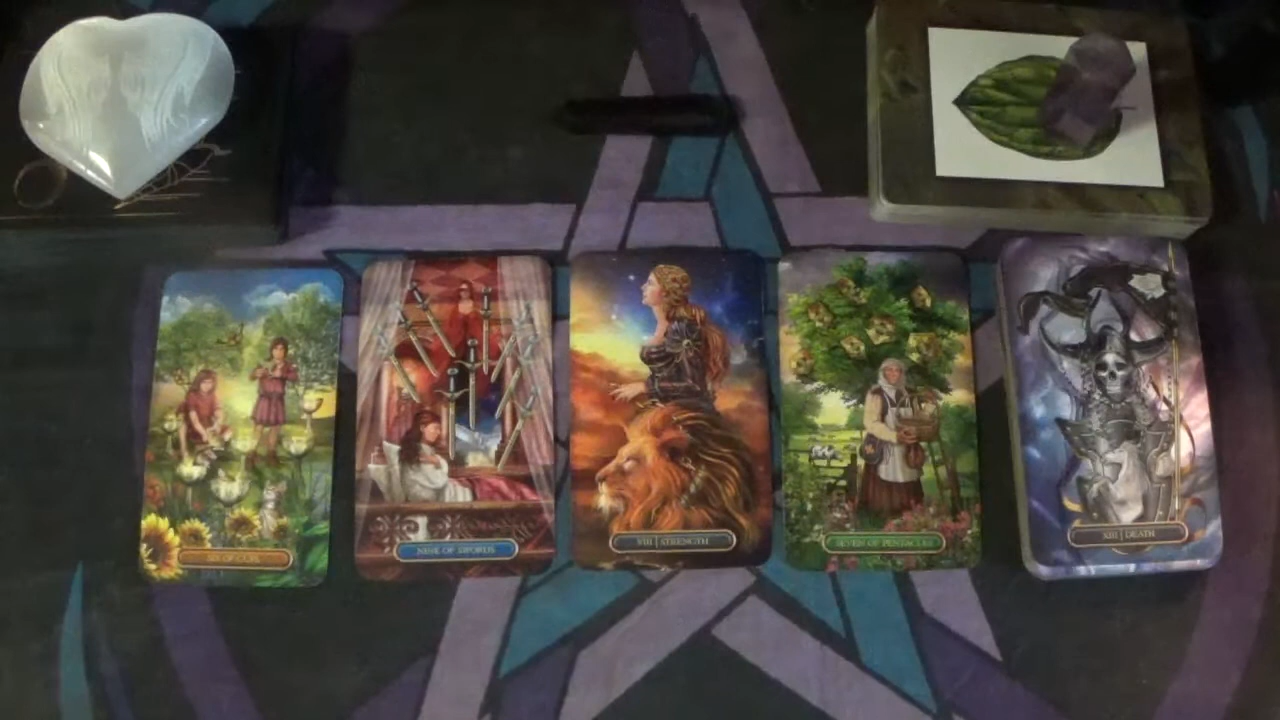 NINE OF SWORDS
VIII | STRENGTH
SEVEN OF PENTACLES
XIII | DEATH